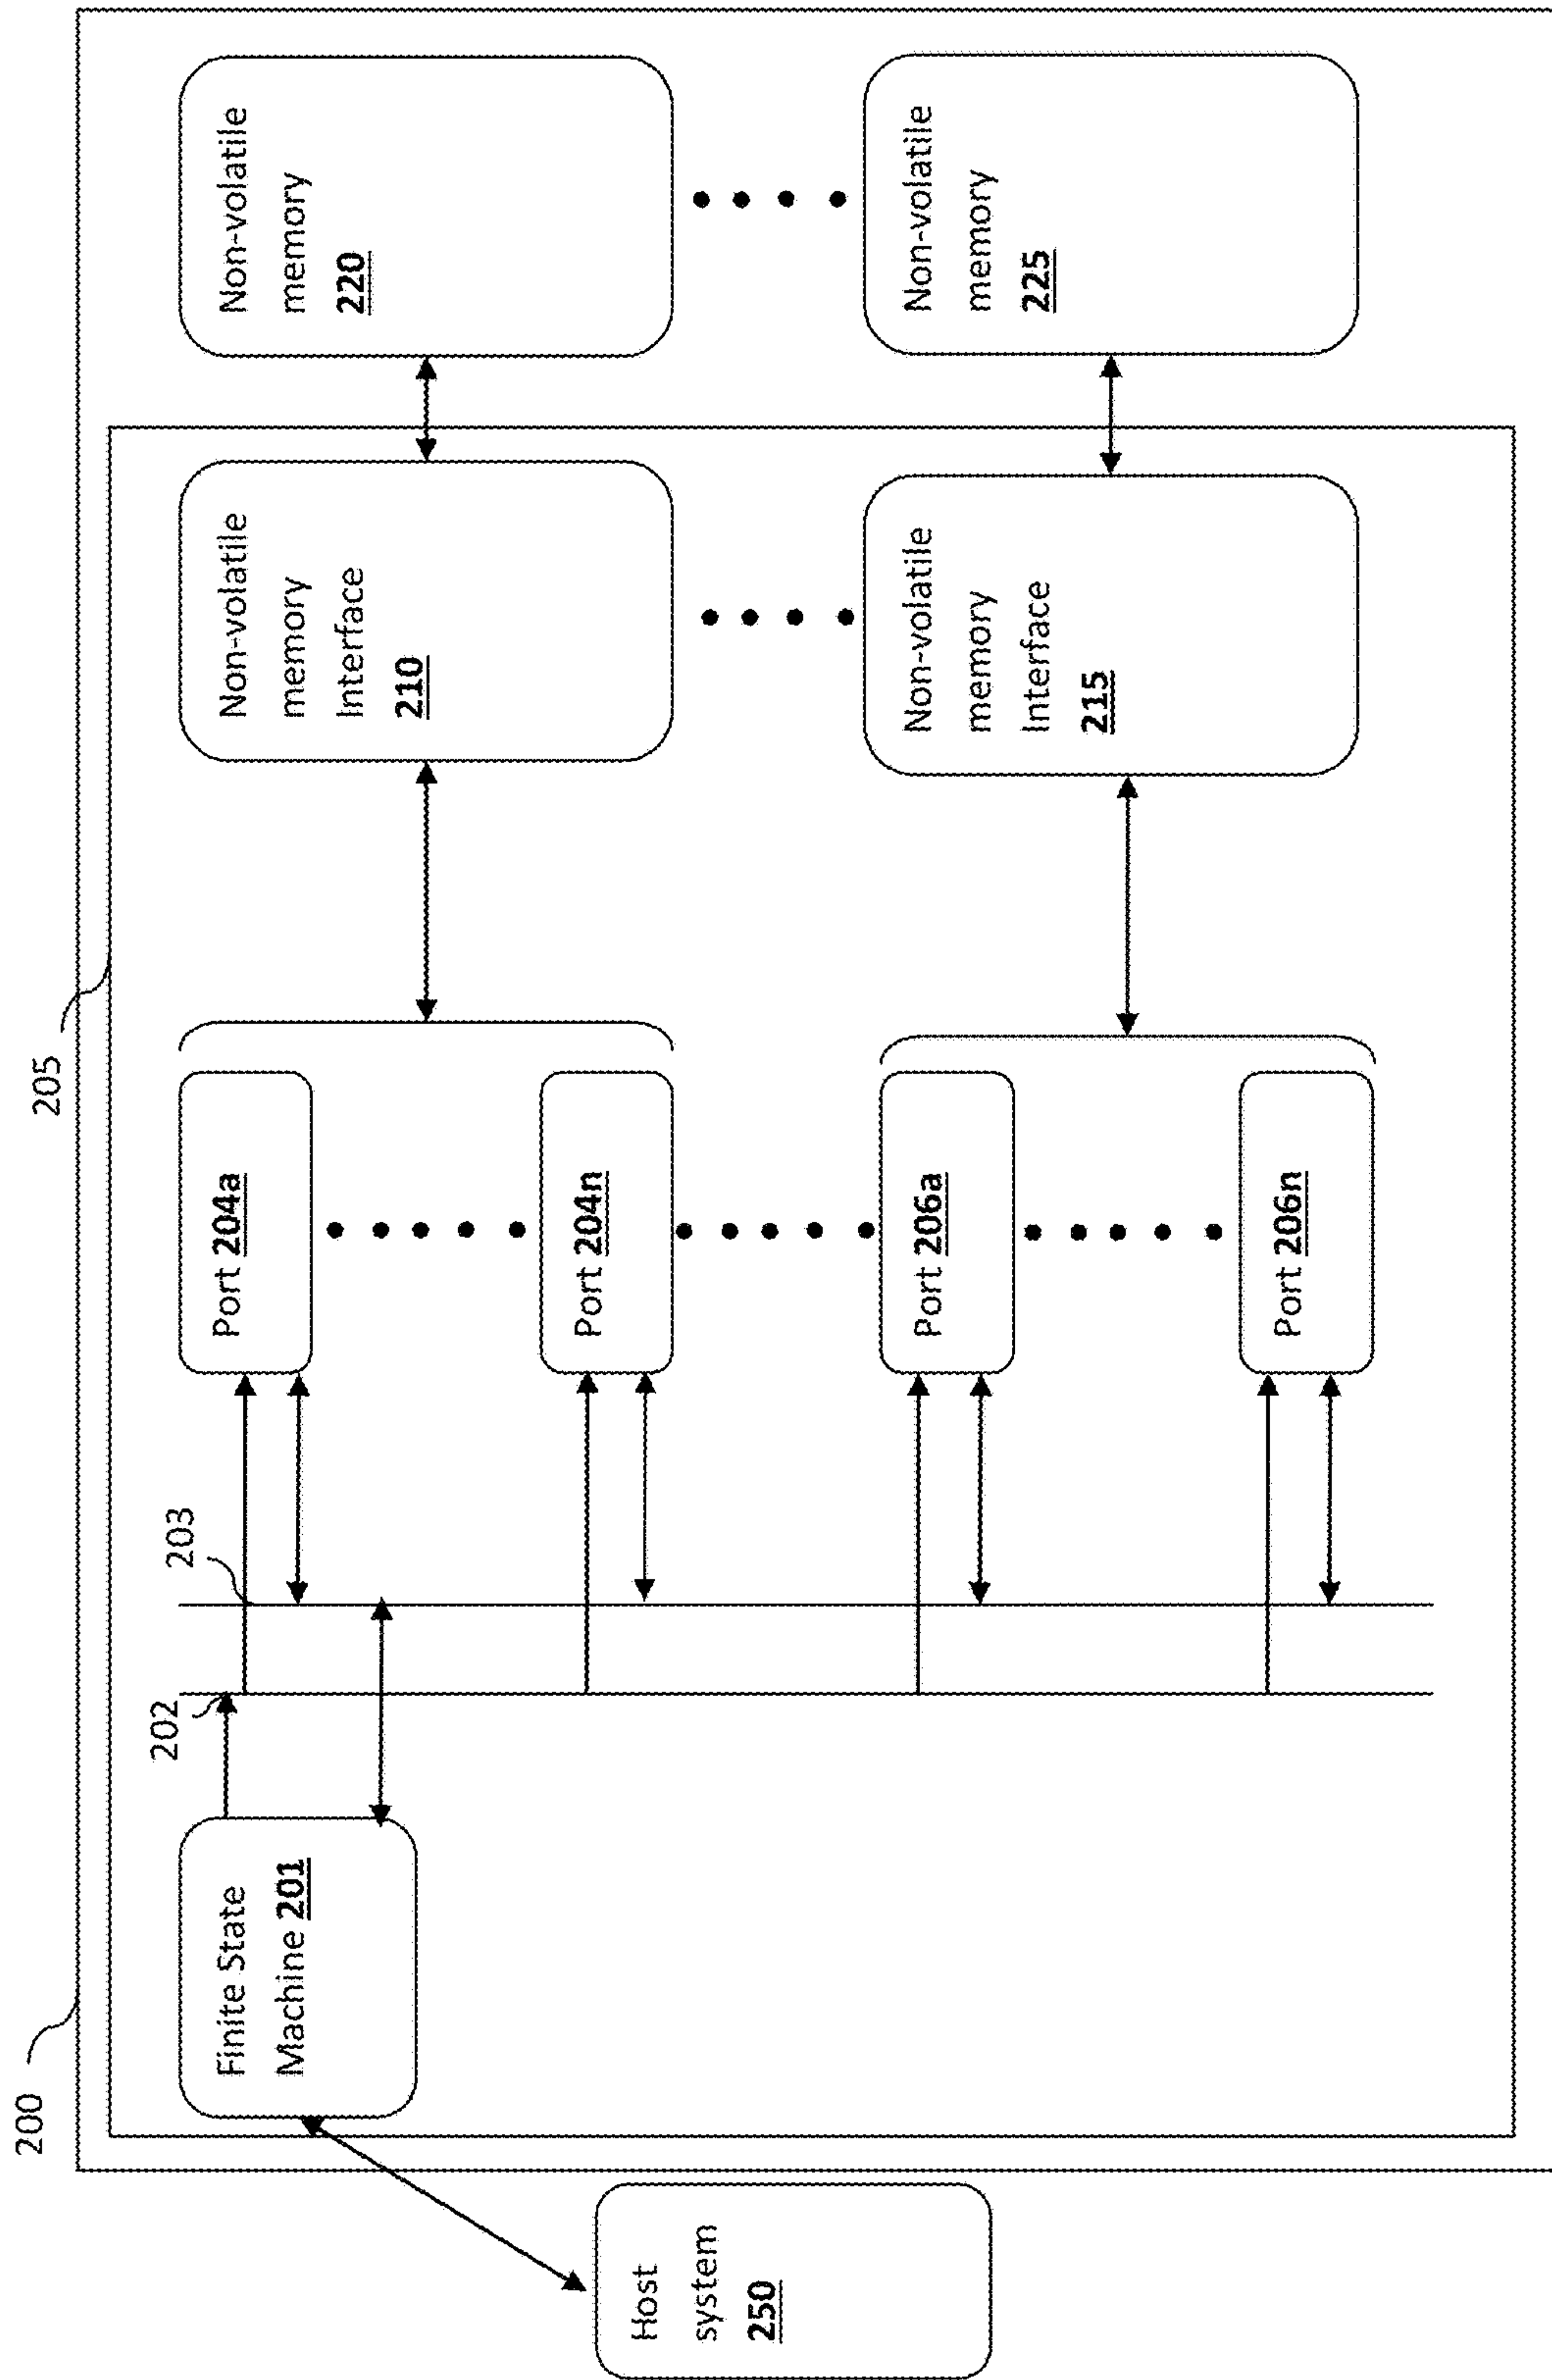 200
205
Host
system
250
Finite State
Machine 201
202
203
Port 204a
Port 204n
Port 206a
Port 206n
Non-volatile
memory
Interface
210
Non-volatile
memory
Interface
215
Non-volatile
memory
220
Non-volatile
memory
225